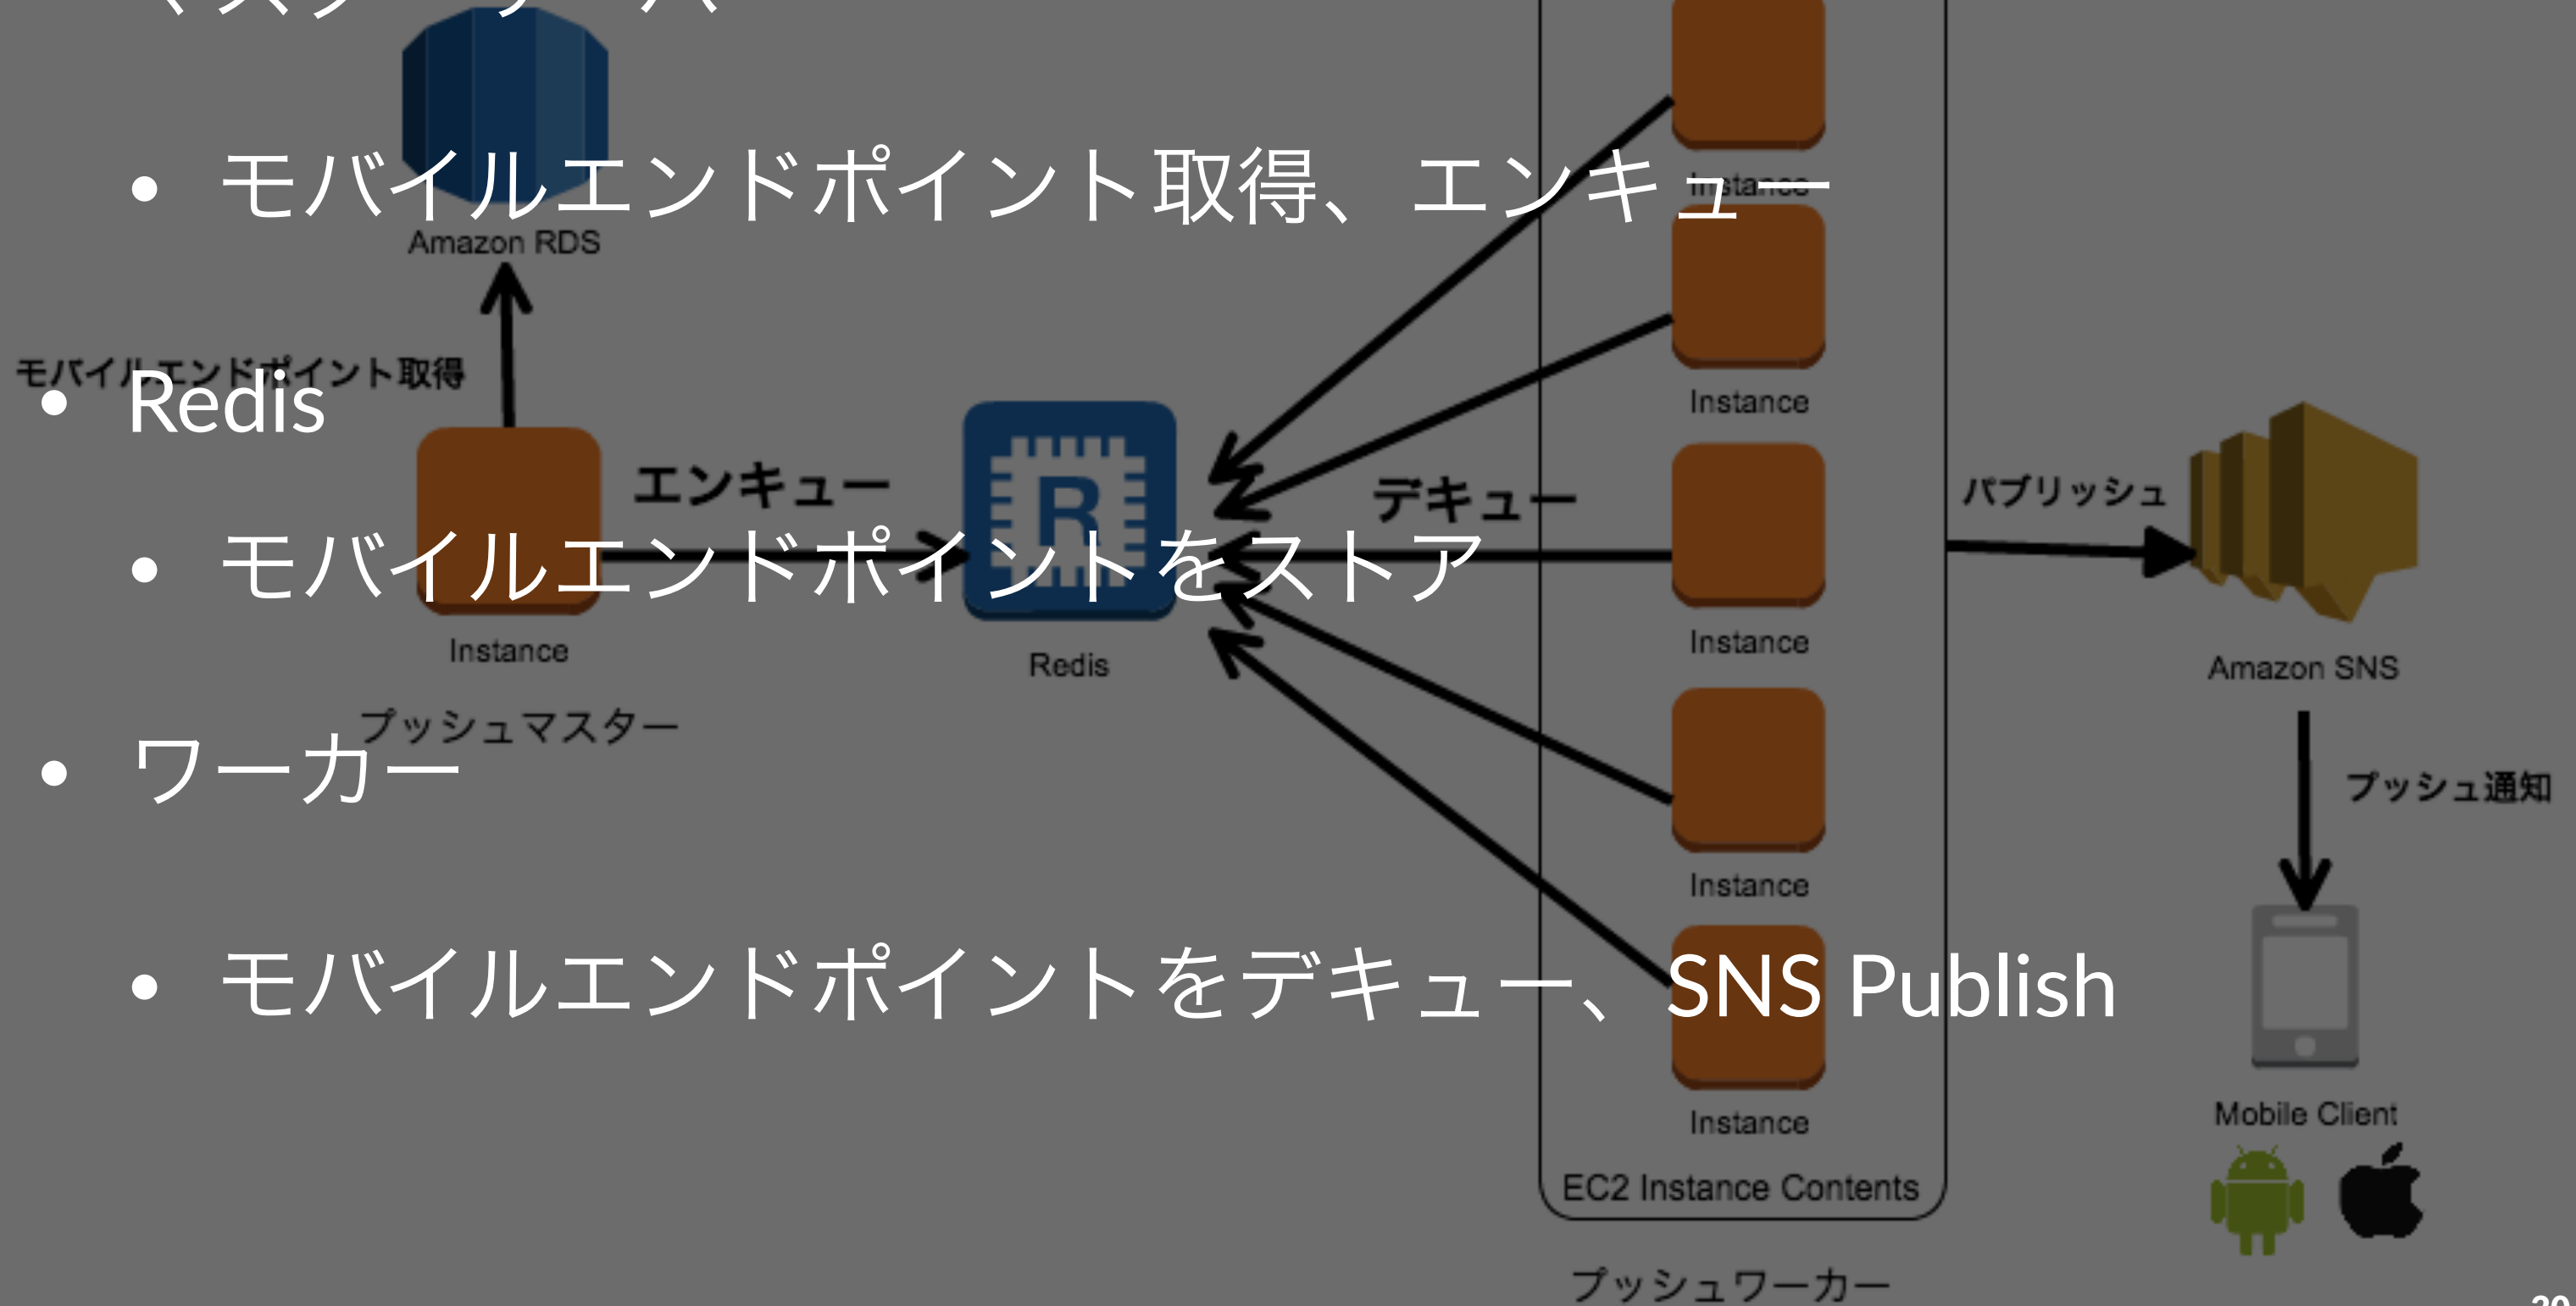 • モバイルエンドポイント取得、エンキュー
Instance
Amazon RDS
モバイルエンドポイント取得
• Redis
Instance
エンキュー
R
デキュー
パブリッシュ
• モバイルエンドポイントをストア
Instance
Redis
Instance
Amazon SNS
プッシュマスター
• ワーカー
プッシュ通知
Instance
• モバイルエンドポイントをデキュー、SNS Publish
Instance
Mobile Client
EC2 Instance Contents
プッシュワーカー